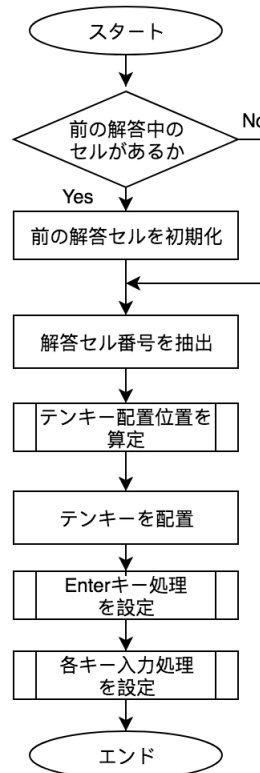 スタート
前の解答中の
セルがあるか
No
Yes
前の解答セルを初期化
解答セル番号を抽出
テンキー配置位置を
算定
テンキーを配置
Enterキー処理
を設定
各キー入力処理
を設定
エンド